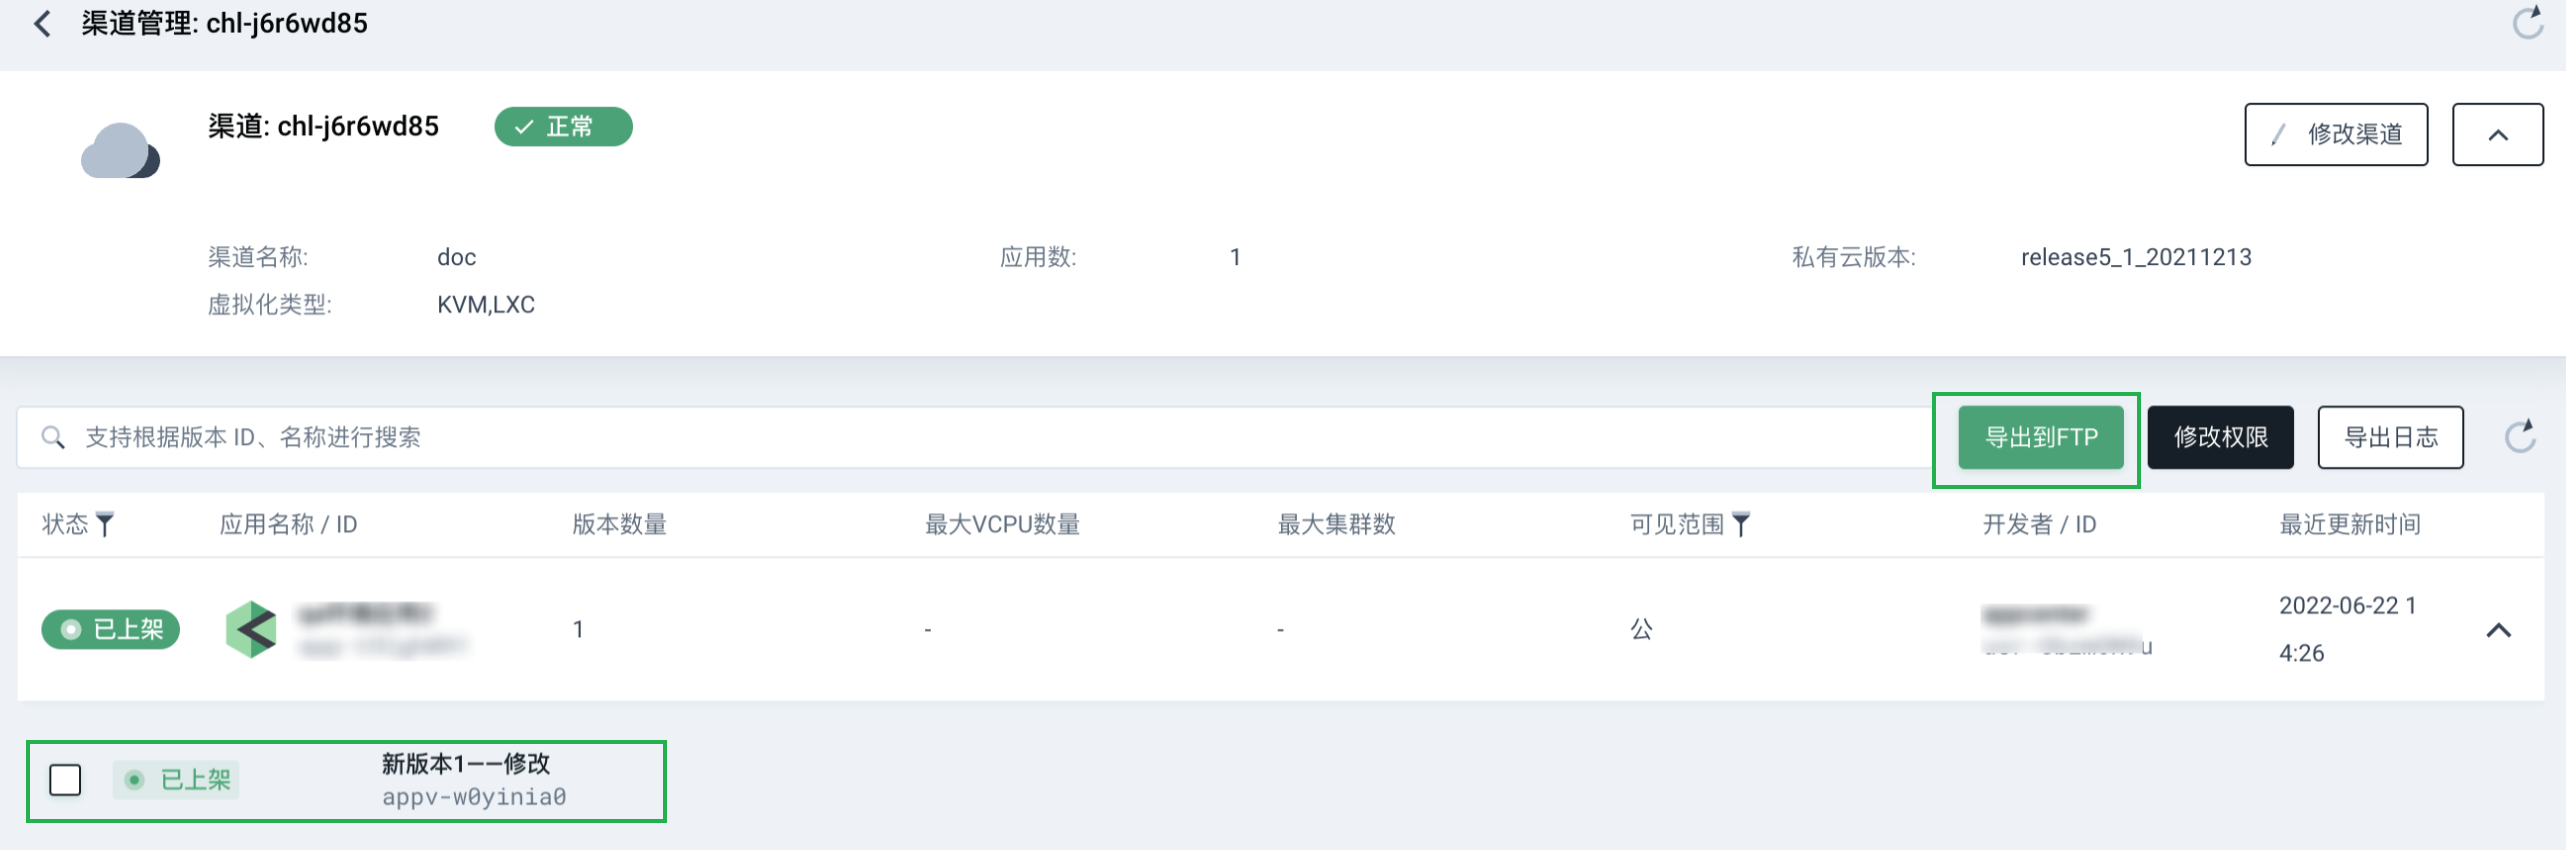 渠道管理: chl-j6r6wd85
渠道: chl-j6r6wd85
正常
修改渠道
渠道名称: doc
应用数: 1
私有云版本: release5_1_20211213
虚拟化类型: KVM,LXC
支持根据版本 ID、名称进行搜索
导出到FTP
修改权限
导出日志
状态 应用名称 / ID 版本数量 最大VCPU数量 最大集群数 可见范围 开发者 / ID 最近更新时间
已上架 1 - - 公 2022-06-22 1
4:26
已上架
新版本1——修改
appv-w0yinia0